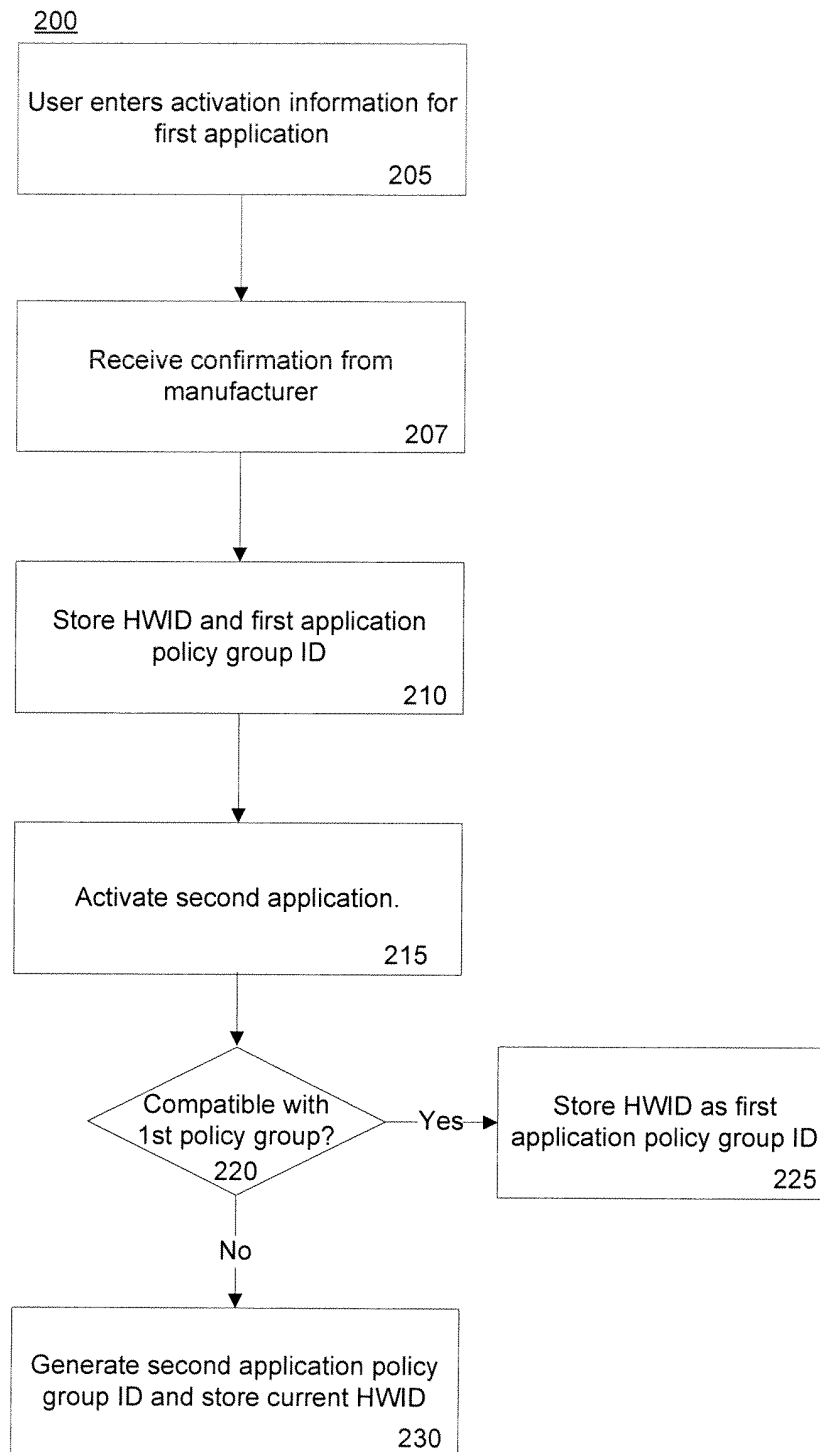 200
User enters activation information for
first application
205
Receive confirmation from
manufacturer
207
Store HWID and first application
policy group ID
210
Activate second application.
215
Compatible with
1st policy group?
220
Yes
Store HWID as first
application policy group ID
225
No
Generate second application policy
group ID and store current HWID
230